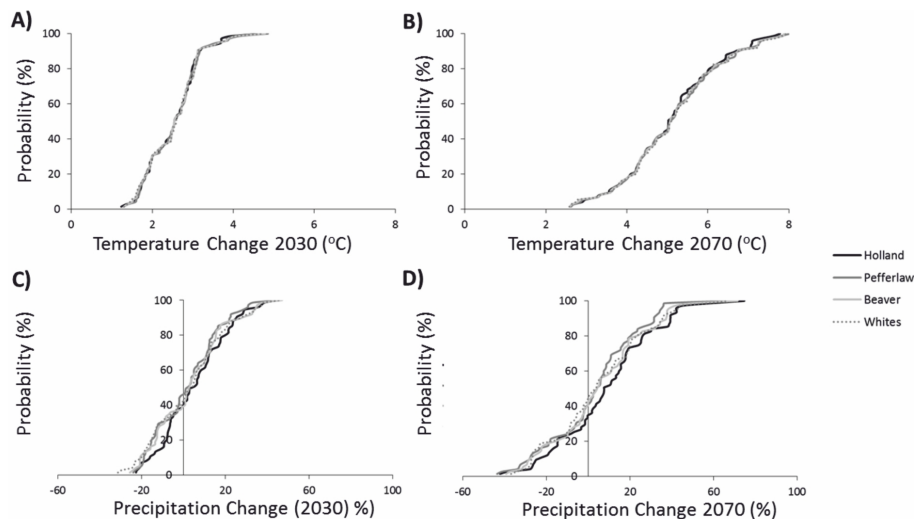 A)
Probability (%)
100
80
60
40
20
0
0 2 4 6 8
Temperature Change 2030 (°C)
B)
Probability (%)
100
80
60
40
20
0
0 2 4 6 8
Temperature Change 2070 (°C)
C)
Probability (%)
100
80
60
40
20
0
-60 -20 20 60 100
Precipitation Change (2030) %)
D)
Probability (%)
100
80
60
40
20
0
-60 -20 20 60 100
Precipitation Change 2070 (%)
Holland
Pefferlaw
Beaver
Whites